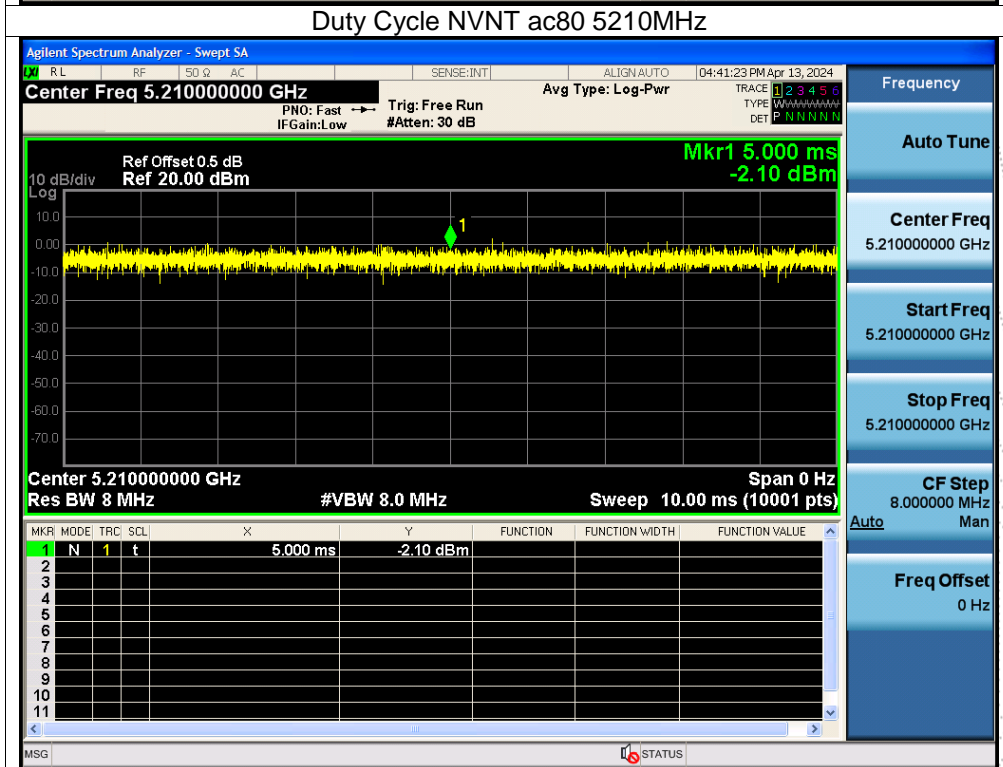 Duty Cycle NVNT ac80 5210MHz
Agilent Spectrum Analyzer - Swept SA
LXI RL RF 50 Ω AC SENSE:INT ALIGN AUTO 04:41:23 PM Apr 13, 2024
Center Freq 5.210000000 GHz Avg Type: Log-Pwr TRACE 1 2 3 4 5 6
PNO: Fast Trig: Free Run TYPE WWWWWW
IFGain:Low #Atten: 30 dB DET P N N N N N
Mkr1 5.000 ms
Ref Offset 0.5 dB
10 dB/div Ref 20.00 dBm -2.10 dBm
Log
10.0
1
0.00
-10.0
-20.0
-30.0
-40.0
-50.0
-60.0
-70.0
Center 5.210000000 GHz Span 0 Hz
Res BW 8 MHz #VBW 8.0 MHz Sweep 10.00 ms (10001 pts)
MKR MODE TRC SCL X Y FUNCTION FUNCTION WIDTH FUNCTION VALUE
1 N 1 t 5.000 ms -2.10 dBm
2
3
4
5
6
7
8
9
10
11
MSG STATUS
Frequency
Auto Tune
Center Freq
5.210000000 GHz
Start Freq
5.210000000 GHz
Stop Freq
5.210000000 GHz
CF Step
8.000000 MHz
Auto Man
Freq Offset
0 Hz